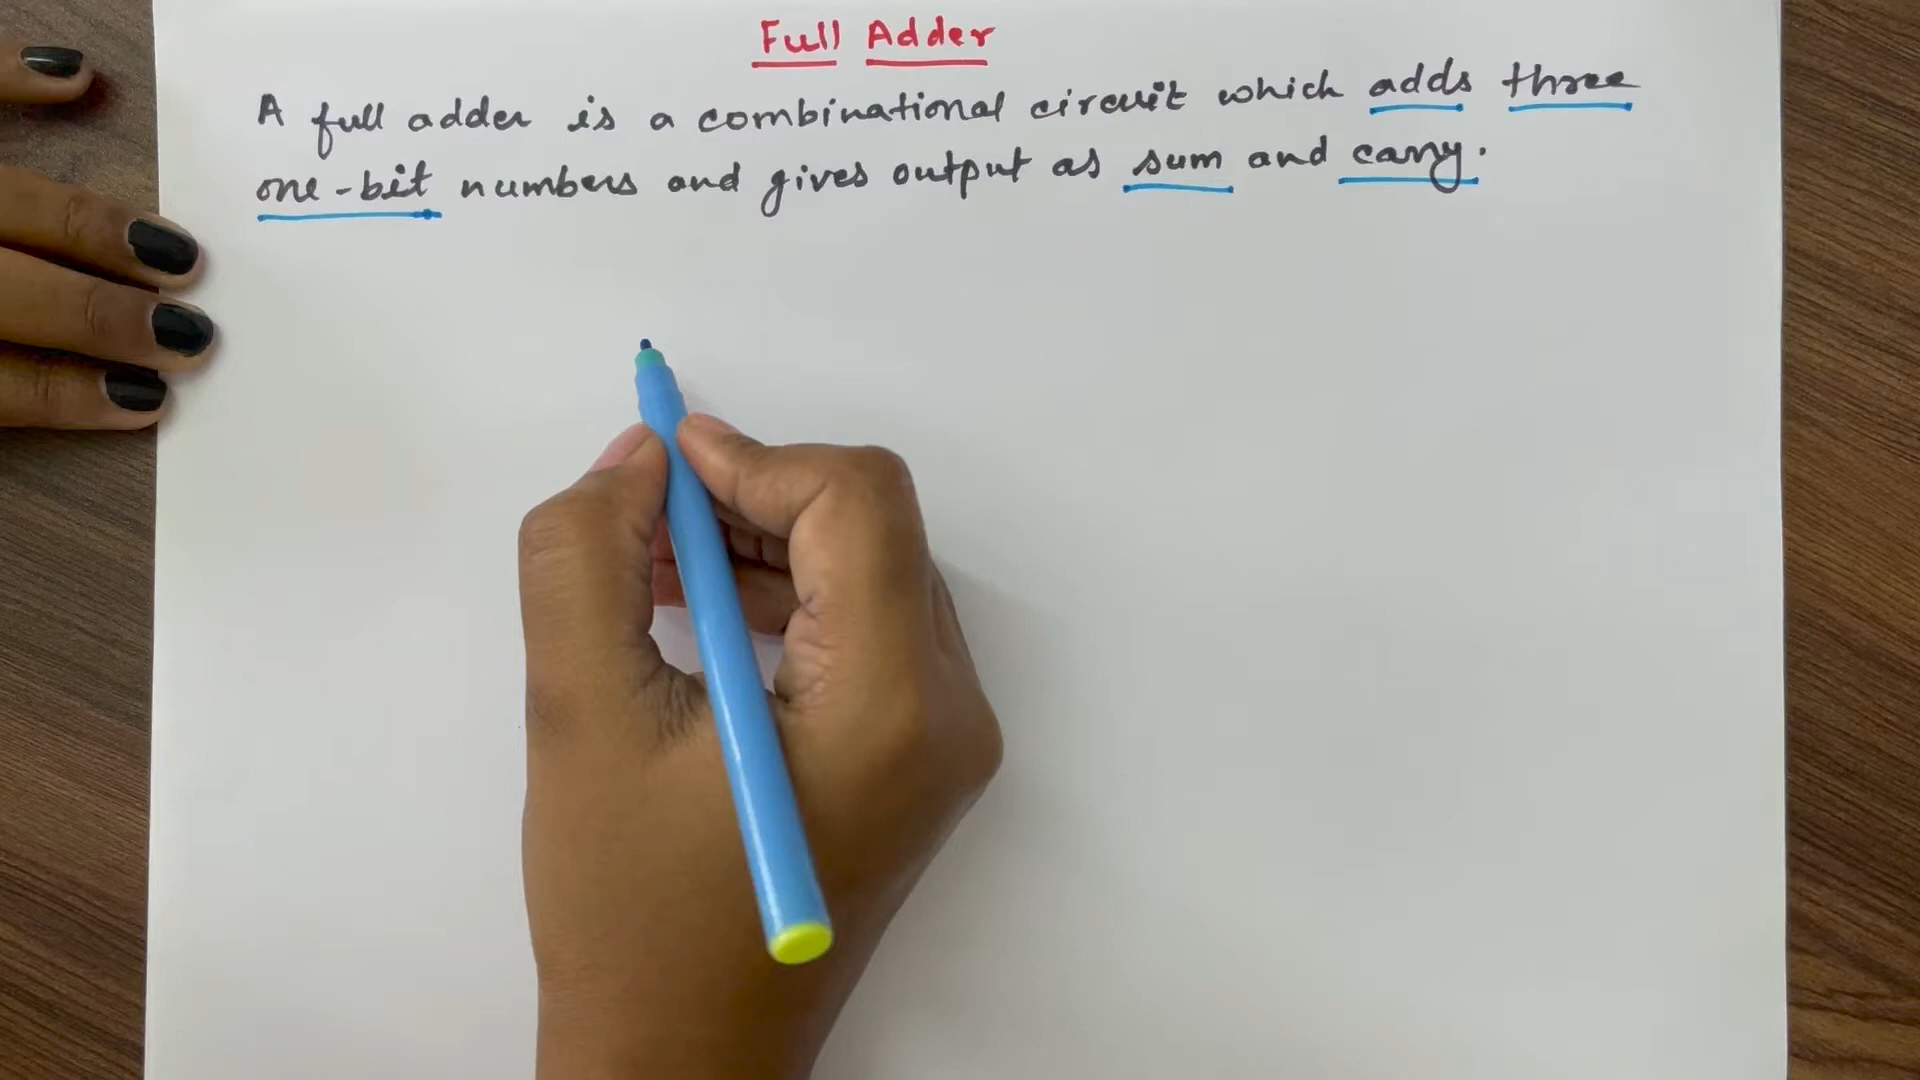 Full Adder
A full adder is a combinational circuit which adds three
one-bit numbers and gives output as sum and carry.